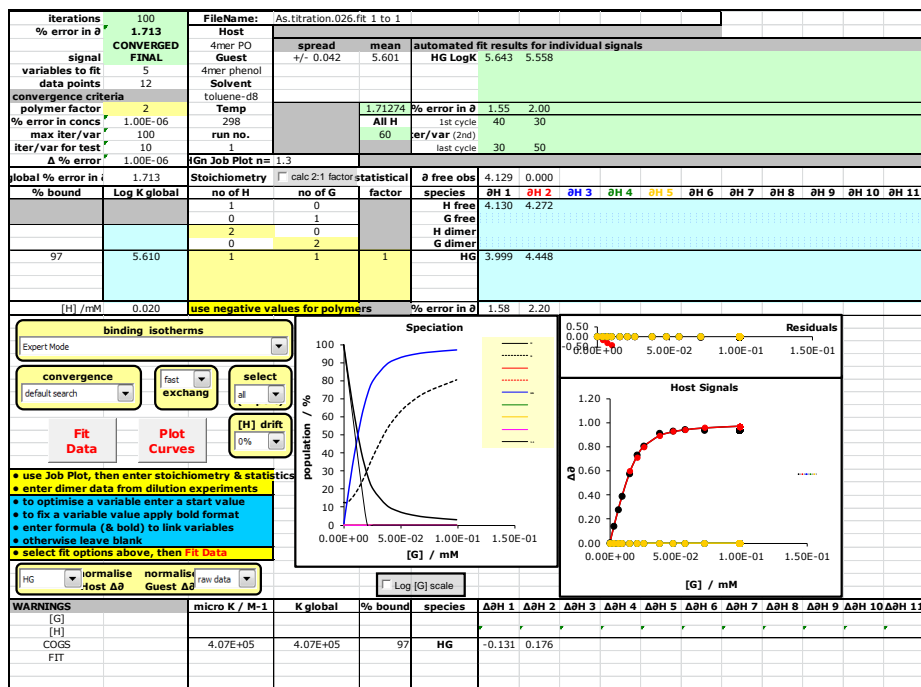 iterations 100 FileName: As.titration.026.fit 1 to 1
% error in ∂ 1.713 Host
CONVERGED 4mer PO spread mean automated fit results for individual signals
signal FINAL Guest +/- 0.042 5.601 HG LogK 5.643 5.558
variables to fit 5 4mer phenol
data points 12 Solvent
convergence criteria toluene-d8
polymer factor 2 Temp 1.71274 % error in ∂ 1.55 2.00
% error in concs 1.00E-06 298 All H 1st cycle 40 30
max iter/var 100 run no. 60 er/var (2nd)
iter/var for test 10 1 last cycle 30 50
Δ % error 1.00E-06 HGn Job Plot n= 1.3
global % error in 1.713 Stoichiometry calc 2:1 factor statistical ∂ free obs 4.129 0.000
% bound Log K global no of H no of G factor species ∂H 1 ∂H 2 ∂H 3 ∂H 4 ∂H 5 ∂H 6 ∂H 7 ∂H 8 ∂H 9 ∂H 10 ∂H 11
1 0 H free 4.130 4.272
0 1 G free
2 0 H dimer
0 2 G dimer
97 5.610 1 1 1 HG 3.999 4.448
[H] /mM 0.020 use negative values for polymers % error in ∂ 1.58 2.20
binding isotherms
Expert Mode
convergence
default search
fast
exchang
select
all
[H] drift
0%
Fit
Data
Plot
Curves
• use Job Plot, then enter stoichiometry & statistics
• enter dimer data from dilution experiments
• to optimise a variable enter a start value
• to fix a variable value apply bold format
• enter formula (& bold) to link variables
• otherwise leave blank
• select fit options above, then Fit Data
HG
normalise
Host Δ∂
normalise
Guest Δ∂
raw data
Speciation
population / %
100
90
80
70
60
50
40
30
20
10
0
0.00E+00 5.00E-02 1.00E-01 1.50E-01
[G] / mM
Log [G] scale
Residuals
0.50
0.00
-0.50
0.00E+00 5.00E-02 1.00E-01 1.50E-01
Host Signals
Δ∂
1.20
1.00
0.80
0.60
0.40
0.20
0.00
0.00E+00 5.00E-02 1.00E-01 1.50E-01
[G] / mM
WARNINGS micro K / M-1 K global % bound species Δ∂H 1 Δ∂H 2 Δ∂H 3 Δ∂H 4 Δ∂H 5 Δ∂H 6 Δ∂H 7 Δ∂H 8 Δ∂H 9 Δ∂H 10 Δ∂H 11
[G]
[H]
COGS 4.07E+05 4.07E+05 97 HG -0.131 0.176
FIT